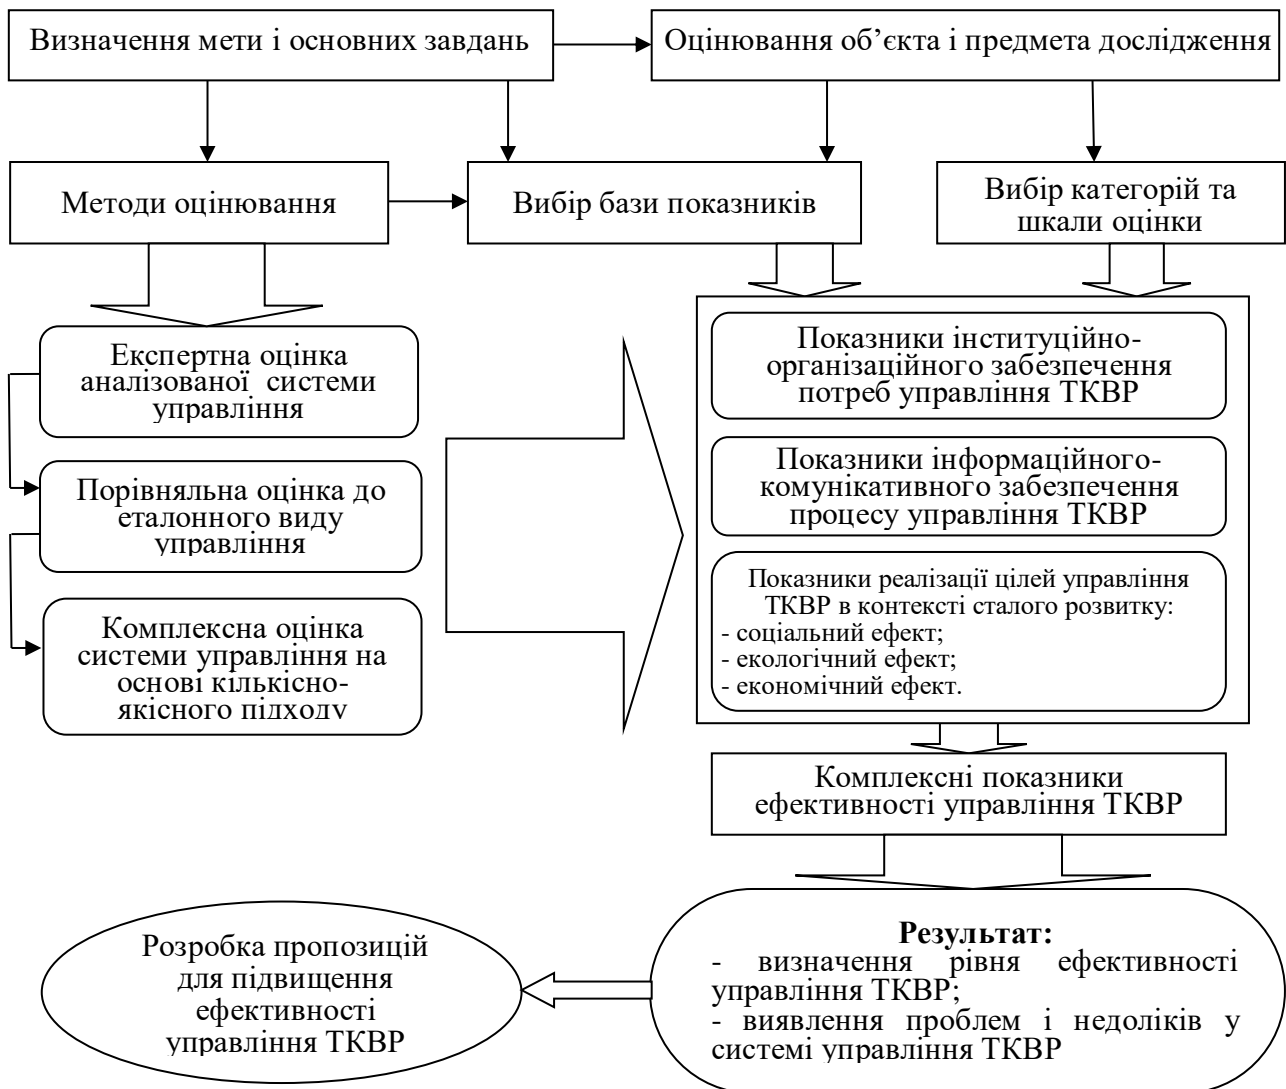 Визначення мети і основних завдань
Оцінювання об’єкта і предмета дослідження
Методи оцінювання
Вибір бази показників
Вибір категорій та
шкали оцінки
Експертна оцінка
аналізованої системи
управління
Порівняльна оцінка до
еталонного виду
управління
Комплексна оцінка
системи управління на
основі кількісно-
якісного підходу
Показники інституційно-
організаційного забезпечення
потреб управління ТКВР
Показники інформаційного-
комунікативного забезпечення
процесу управління ТКВР
Показники реалізації цілей управління
ТКВР в контексті сталого розвитку:
- соціальний ефект;
- екологічний ефект;
- економічний ефект.
Комплексні показники
ефективності управління ТКВР
Результат:
- визначення рівня ефективності
управління ТКВР;
- виявлення проблем і недоліків у
системі управління ТКВР
Розробка пропозицій
для підвищення
ефективності
управління ТКВР